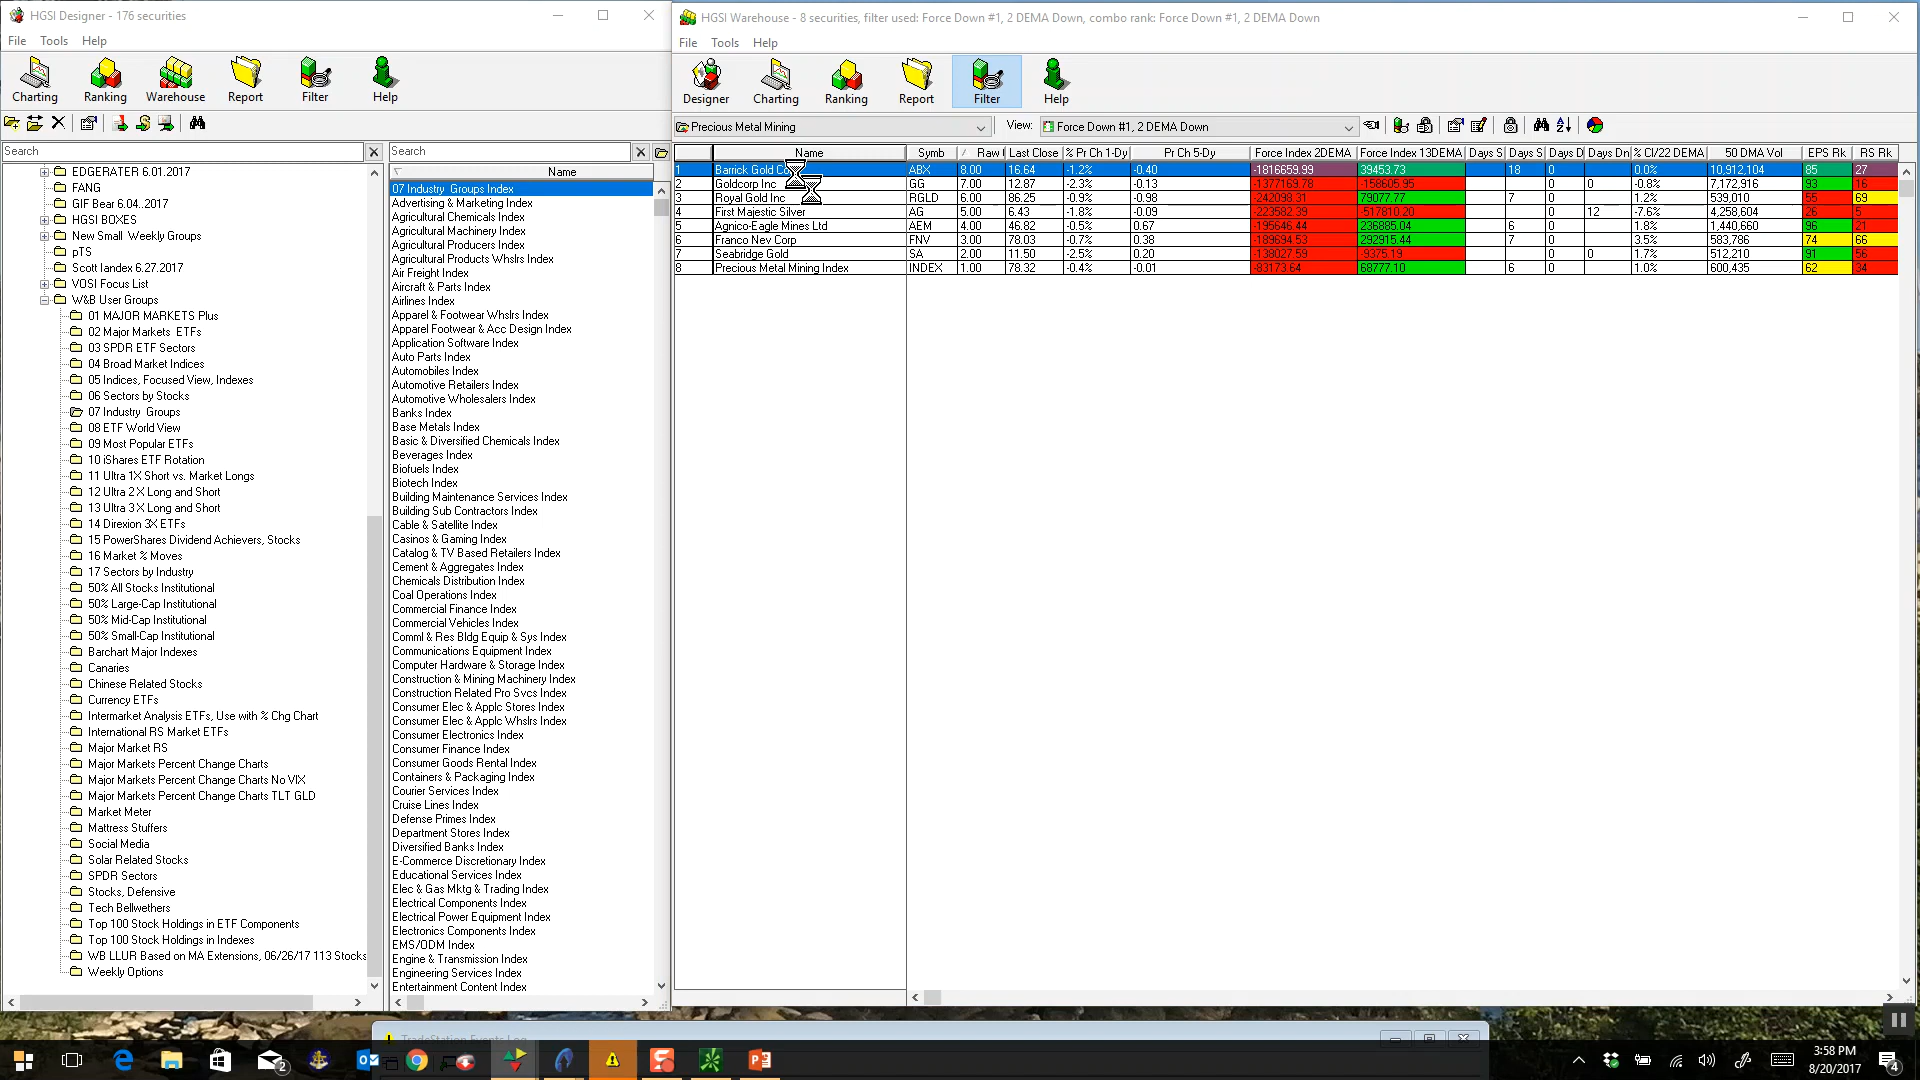 HGSI Designer - 176 securities
File Tools Help
Charting Ranking Warehouse Report Filter Help
Search
Search
EDGERATER 6.01.2017
FANG
GIF Bear 6.04..2017
HGSI BOXES
New Small Weekly Groups
pTS
Scott Iandex 6.27.2017
VOSI Focus List
W&B User Groups
01 MAJOR MARKETS Plus
02 Major Markets ETFs
03 SPDR ETF Sectors
04 Broad Market Indices
05 Indices, Focused View, Indexes
06 Sectors by Stocks
07 Industry Groups
08 ETF World View
09 Most Popular ETFs
10 iShares ETF Rotation
11 Ultra 1X Short vs. Market Longs
12 Ultra 2X Long and Short
13 Ultra 3X Long and Short
14 Direxion 3X ETFs
15 PowerShares Dividend Achievers, Stocks
16 Market % Moves
17 Sectors by Industry
50% All Stocks Institutional
50% Large-Cap Institutional
50% Mid-Cap Institutional
50% Small-Cap Institutional
Barchart Major Indexes
Canaries
Chinese Related Stocks
Currency ETFs
Intermarket Analysis ETFs, Use with % Chg Chart
International RS Market ETFs
Major Market RS
Major Markets Percent Change Charts
Major Markets Percent Change Charts No VIX
Major Markets Percent Change Charts TLT GLD
Market Meter
Mattress Stuffers
Social Media
Solar Related Stocks
SPDR Sectors
Stocks, Defensive
Tech Bellwethers
Top 100 Stock Holdings in ETF Components
Top 100 Stock Holdings in Indexes
WB LLUR Based on MA Extensions, 06/26/17 113 Stocks
Weekly Options
Name
07 Industry Groups Index
Advertising & Marketing Index
Agricultural Chemicals Index
Agricultural Machinery Index
Agricultural Producers Index
Agricultural Products Whslrs Index
Air Freight Index
Aircraft & Parts Index
Airlines Index
Apparel & Footwear Whslrs Index
Apparel Footwear & Acc Design Index
Application Software Index
Auto Parts Index
Automobiles Index
Automotive Retailers Index
Automotive Wholesalers Index
Banks Index
Base Metals Index
Basic & Diversified Chemicals Index
Beverages Index
Biofuels Index
Biotech Index
Building Maintenance Services Index
Building Sub Contractors Index
Cable & Satellite Index
Casinos & Gaming Index
Catalog & TV Based Retailers Index
Cement & Aggregates Index
Chemicals Distribution Index
Coal Operations Index
Commercial Finance Index
Commercial Vehicles Index
Comml & Res Bldg Equip & Sys Index
Communications Equipment Index
Computer Hardware & Storage Index
Construction & Mining Machinery Index
Construction Related Pro Svcs Index
Consumer Elec & Applc Stores Index
Consumer Elec & Applc Whslrs Index
Consumer Electronics Index
Consumer Finance Index
Consumer Goods Rental Index
Containers & Packaging Index
Courier Services Index
Cruise Lines Index
Defense Primes Index
Department Stores Index
Diversified Banks Index
E-Commerce Discretionary Index
Educational Services Index
Elec & Gas Mktg & Trading Index
Electrical Components Index
Electrical Power Equipment Index
Electronics Components Index
EMS/ODM Index
Engine & Transmission Index
Engineering Services Index
Entertainment Content Index
HGSI Warehouse - 8 securities, filter used: Force Down #1, 2 DEMA Down, combo rank: Force Down #1, 2 DEMA Down
File Tools Help
Designer Charting Ranking Report Filter Help
Precious Metal Mining View: Force Down #1, 2 DEMA Down
Name Symb Raw Last Close % Pr Ch 1-Dy Pr Ch 5-Dy Force Index 2DEMA Force Index 13DEMA Days S Days S Days D Days Dn % Cl/22 DEMA 50 DMA Vol EPS Rk RS Rk
1 Barrick Gold ABX 8.00 16.64 -1.2% -0.40 -1816659.99 39453.73 18 0 0.0% 10,912,104 85 27
2 Goldcorp Inc GG 7.00 12.87 -2.3% -0.13 -1377169.78 -158605.95 0 0 -0.8% 7,172,916 93 16
3 Royal Gold Inc RGLD 6.00 86.25 -0.9% -0.98 -242098.31 79077.77 7 0 1.2% 539,010 55 69
4 First Majestic Silver AG 5.00 6.43 -1.8% -0.09 -223582.39 -517810.20 0 12 -7.6% 4,258,604 26 5
5 Agnico-Eagle Mines Ltd AEM 4.00 46.82 -0.5% 0.67 -195646.44 236885.04 6 0 1.8% 1,440,660 96 21
6 Franco Nev Corp FNV 3.00 78.03 -0.7% 0.38 -189694.53 292915.44 7 0 3.5% 583,786 74 66
7 Seabridge Gold SA 2.00 11.50 -2.5% 0.20 -138027.59 -9375.19 0 0 1.7% 512,210 91 56
8 Precious Metal Mining Index INDEX 1.00 78.32 -0.4% -0.01 -83173.64 68777.10 6 0 1.0% 600,435 62 34
TradeStation Events Log
2
3:58 PM
8/20/2017
4